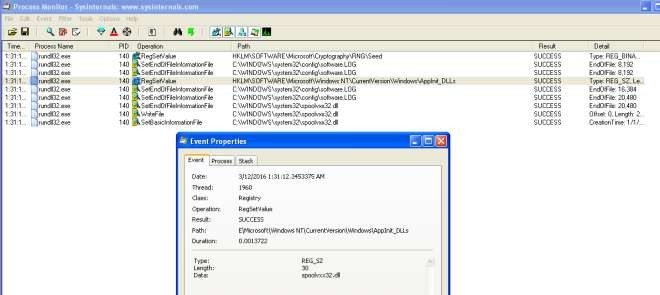 Process Monitor - Sysinternals: www.sysinternals.com
File Edit Event Filter Tools Options Help
Time... Process Name PID Operation Path Result Detail
1:31:1... rundll32.exe 140 RegSetValue HKLM\SOFTWARE\Microsoft\Cryptography\RNG\Seed SUCCESS Type: REG_BINA...
1:31:1... rundll32.exe 140 SetEndOfFileInformationFile C:\WINDOWS\system32\config\software.LOG SUCCESS EndOfFile: 8,192
1:31:1... rundll32.exe 140 SetEndOfFileInformationFile C:\WINDOWS\system32\config\software.LOG SUCCESS EndOfFile: 8,192
1:31:1... rundll32.exe 140 RegSetValue HKLM\SOFTWARE\Microsoft\Windows NT\CurrentVersion\Windows\AppInit_DLLs SUCCESS Type: REG_SZ, Le...
1:31:1... rundll32.exe 140 SetEndOfFileInformationFile C:\WINDOWS\system32\config\software.LOG SUCCESS EndOfFile: 16,384
1:31:1... rundll32.exe 140 SetEndOfFileInformationFile C:\WINDOWS\system32\config\software.LOG SUCCESS EndOfFile: 20,480
1:31:1... rundll32.exe 140 SetEndOfFileInformationFile C:\WINDOWS\system32\spoolvxx32.dll SUCCESS EndOfFile: 20,480
1:31:1... rundll32.exe 140 WriteFile C:\WINDOWS\system32\spoolvxx32.dll SUCCESS Offset: 0, Length: 2...
1:31:1... rundll32.exe 140 SetBasicInformationFile C:\WINDOWS\system32\spoolvxx32.dll SUCCESS CreationTime: 1/1/...
Event Properties
Event Process Stack
Date: 3/12/2016 1:31:12.3453375 AM
Thread: 1960
Class: Registry
Operation: RegSetValue
Result: SUCCESS
Path: E\Microsoft\Windows NT\CurrentVersion\Windows\AppInit_DLLs
Duration: 0.0013722
Type: REG_SZ
Length: 30
Data: spoolvxx32.dll